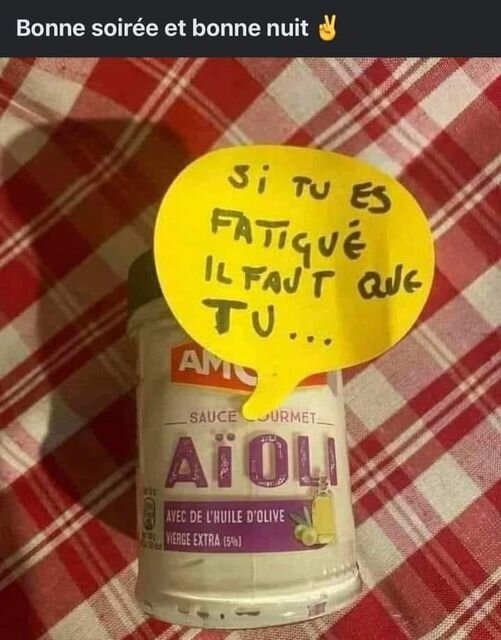 Bonne soirée et bonne nuit ✌️
Si TU ES
FATIGUÉ
IL FAUT QUE
TU...
SAUCE GOURMET
AÏOLI
AVEC DE L'HUILE D'OLIVE
VIERGE EXTRA (5%)